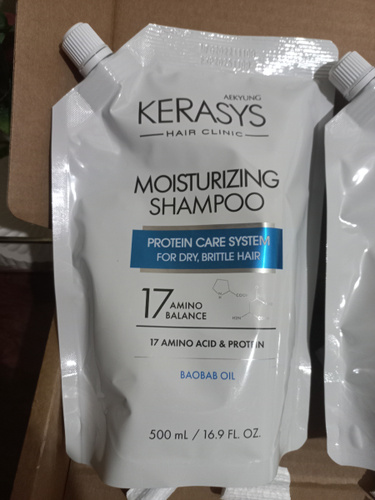 AEKYUNG
KERASYS
HAIR CLINIC
MOISTURIZING
SHAMPOO
PROTEIN CARE SYSTEM
FOR DRY, BRITTLE HAIR
17 AMINO
BALANCE
17 AMINO ACID & PROTEIN
BAOBAB OIL
500 mL / 16.9 FL. OZ.